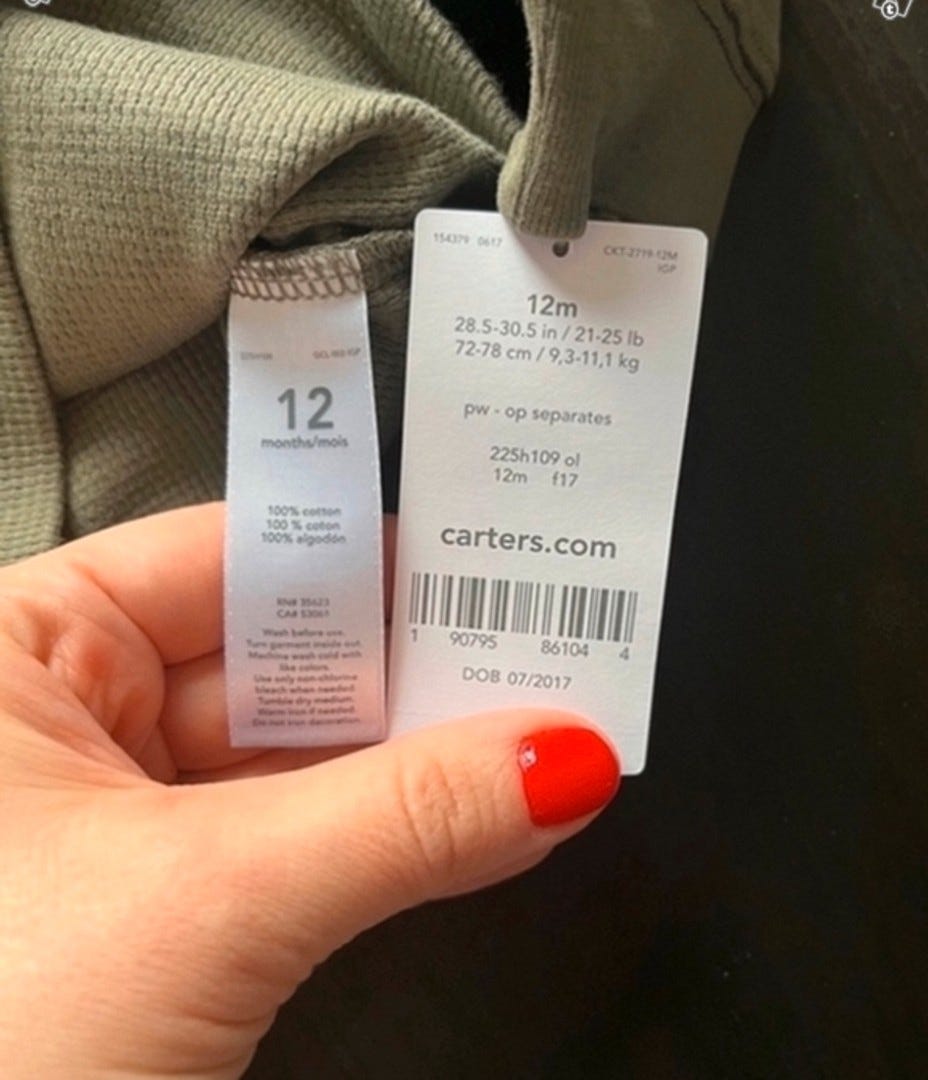 12
months/mois
100% cotton
100 % coton
100% algodón
RN# 35623
CA# 53061
Wash before use.
Turn garment inside out.
Machine wash cold with
like colors.
Use only non-chlorine
bleach when needed.
Tumble dry medium.
Warm iron if needed.
Do not iron decoration.
154379 0617
CKT-2719-12M
IGP
12m
28.5-30.5 in / 21-25 lb
72-78 cm / 9,3-11,1 kg
pw - op separates
225h109 ol
12m f17
carters.com
1 90795 86104 4
DOB 07/2017